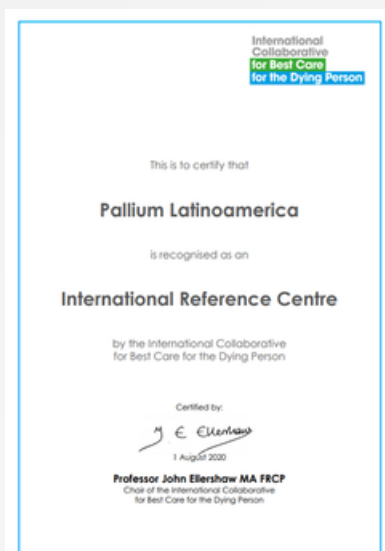 International
Collaborative
for Best Care
for the Dying Person
This is to certify that
Pallium Latinoamerica
is recognised as an
International Reference Centre
by the International Collaborative
for Best Care for the Dying Person
Certified by:
J E Ellershaw
1 August 2020
Professor John Ellershaw MA FRCP
Chair of the International Collaborative
for Best Care for the Dying Person